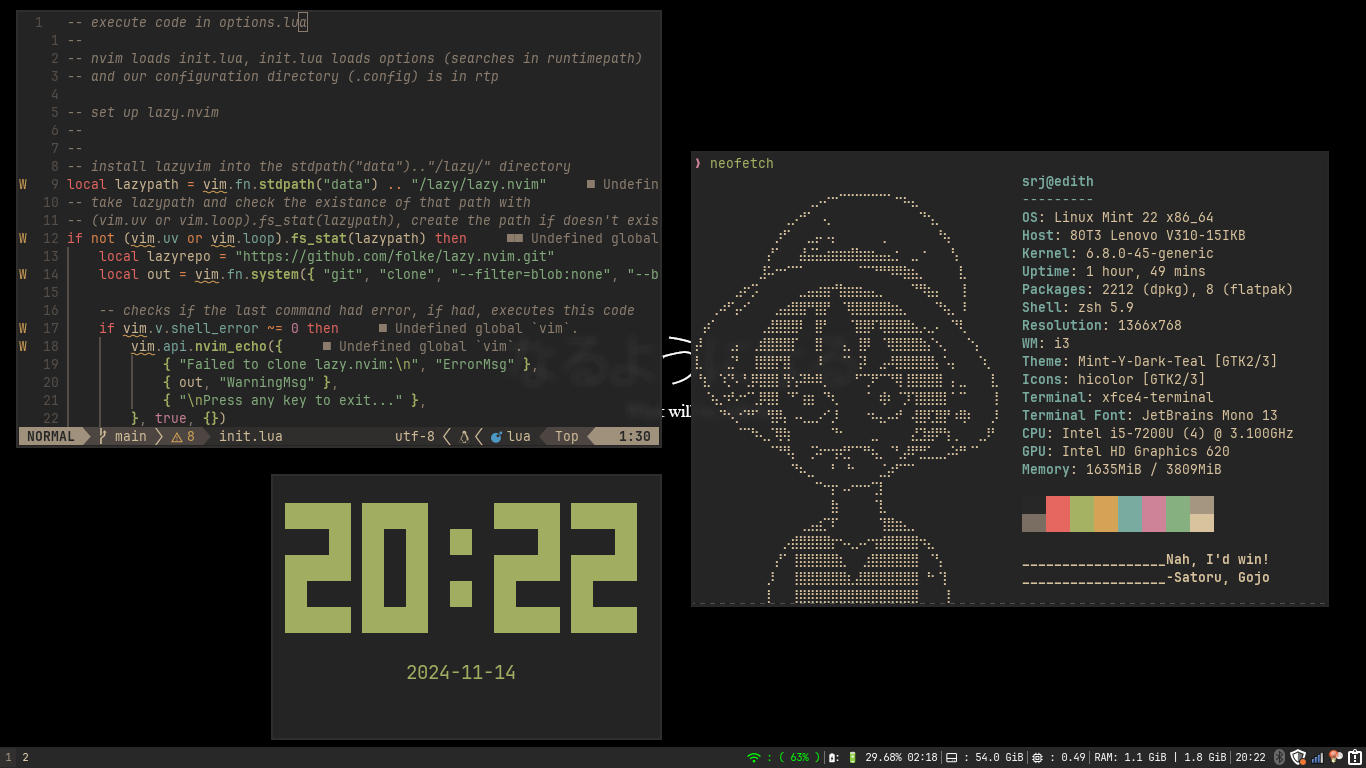 1 -- execute code in options.lua
1 --
2 -- nvim loads init.lua, init.lua loads options (searches in runtimepath)
3 -- and our configuration directory (.config) is in rtp
4
5 -- set up lazy.nvim
6 --
7 --
8 -- install lazyvim into the stdpath("data").."/lazy/" directory
W 9 local lazypath = vim.fn.stdpath("data") .. "/lazy/lazy.nvim" ■ Undefin
10 -- take lazypath and check the existance of that path with
11 -- (vim.uv or vim.loop).fs_stat(lazypath), create the path if doesn't exis
W 12 if not (vim.uv or vim.loop).fs_stat(lazypath) then ■■ Undefined global
13 local lazyrepo = "https://github.com/folke/lazy.nvim.git"
W 14 local out = vim.fn.system({ "git", "clone", "--filter=blob:none", "--b
15
16 -- checks if the last command had error, if had, executes this code
W 17 if vim.v.shell_error ~= 0 then ■ Undefined global `vim`.
W 18 vim.api.nvim_echo({ ■ Undefined global `vim`.
19 { "Failed to clone lazy.nvim:\n", "ErrorMsg" },
20 { out, "WarningMsg" },
21 { "\nPress any key to exit..." },
22 }, true, {})
NORMAL main 8 init.lua utf-8 lua Top 1:30
なるよ
will
20:22
2024-11-14
❯ neofetch
srj@edith
---------
OS: Linux Mint 22 x86_64
Host: 80T3 Lenovo V310-15IKB
Kernel: 6.8.0-45-generic
Uptime: 1 hour, 49 mins
Packages: 2212 (dpkg), 8 (flatpak)
Shell: zsh 5.9
Resolution: 1366x768
WM: i3
Theme: Mint-Y-Dark-Teal [GTK2/3]
Icons: hicolor [GTK2/3]
Terminal: xfce4-terminal
Terminal Font: JetBrains Mono 13
CPU: Intel i5-7200U (4) @ 3.100GHz
GPU: Intel HD Graphics 620
Memory: 1635MiB / 3809MiB
__________________Nah, I'd win!
__________________-Satoru, Gojo
1 2 : ( 63% ) | : 29.68% 02:18 | : 54.0 GiB | : 0.49 | RAM: 1.1 GiB | 1.8 GiB | 20:22